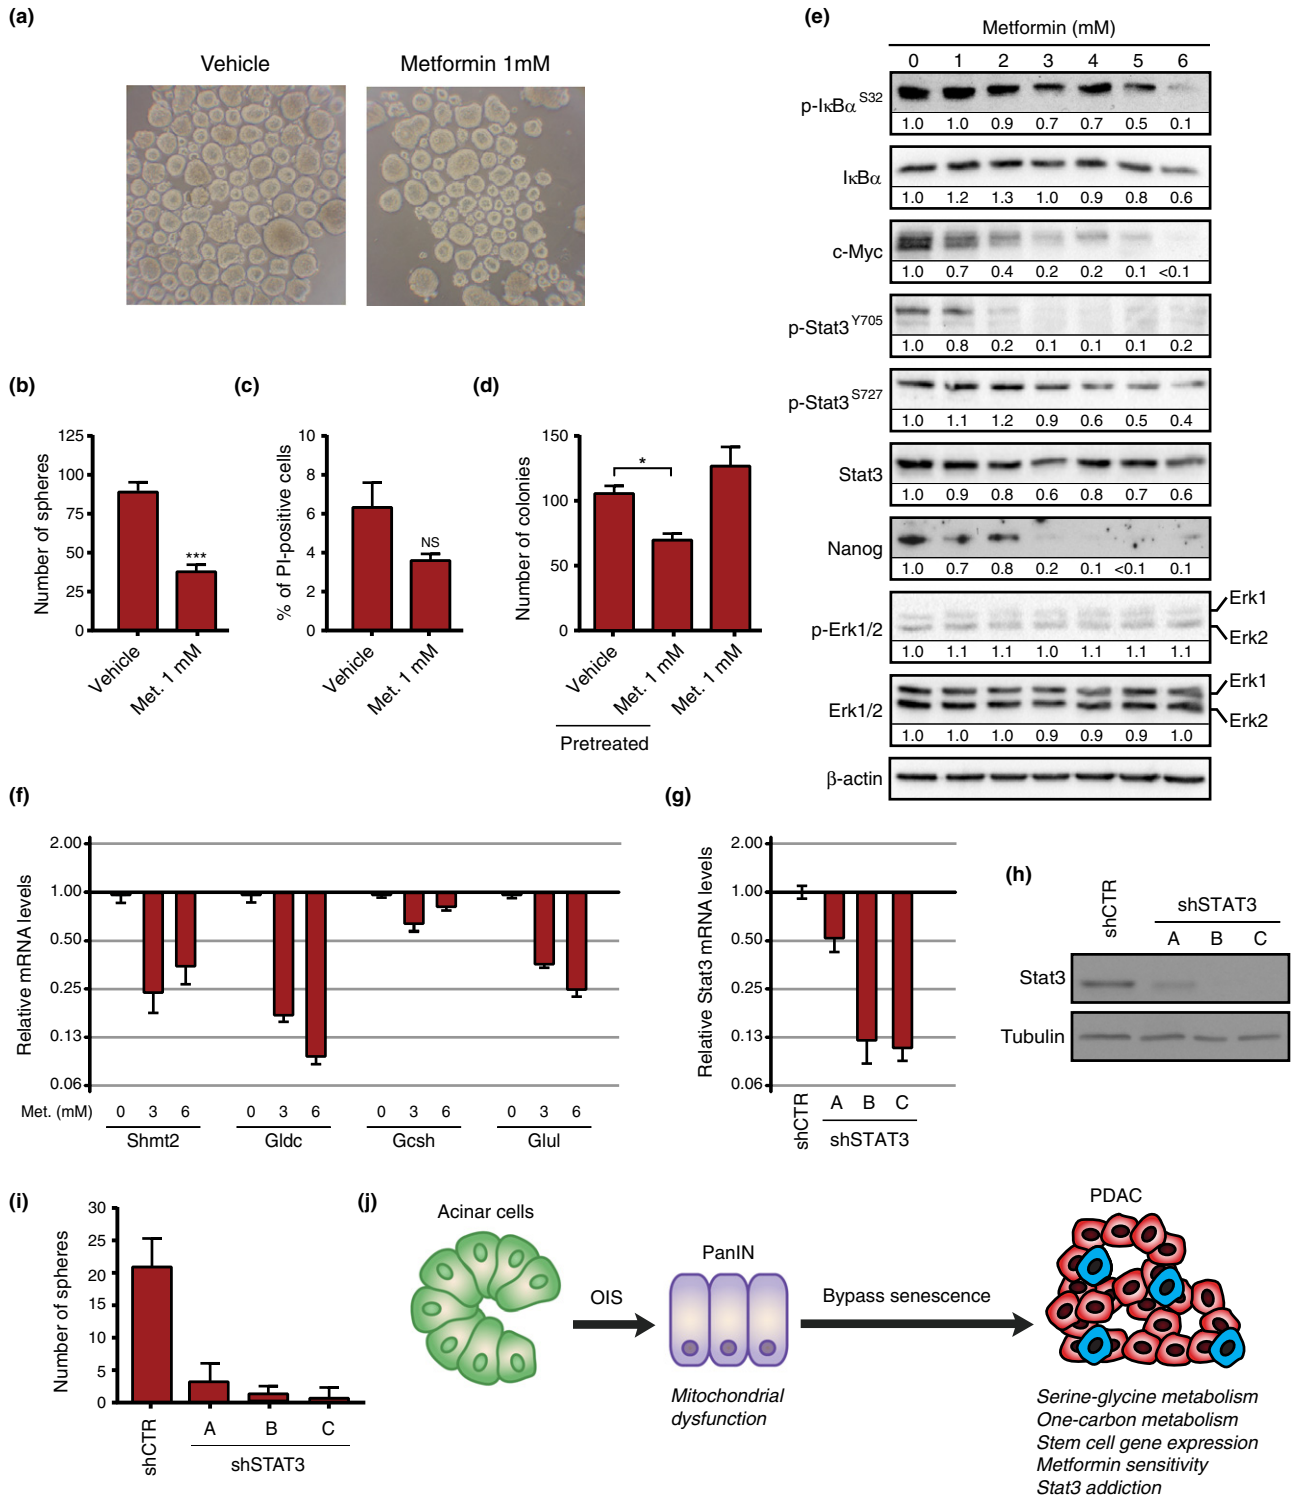 (a)
Vehicle
Metformin 1mM
(b)
Number of spheres
125
100
75
50
25
0
***
Vehicle
Met. 1 mM
(c)
% of PI-positive cells
10
8
6
4
2
0
NS
Vehicle
Met. 1 mM
(d)
Number of colonies
150
100
50
0
*
Vehicle
Met. 1 mM
Met. 1 mM
Pretreated
(e)
Metformin (mM)
0 1 2 3 4 5 6
p-IκBα S32
1.0 1.0 0.9 0.7 0.7 0.5 0.1
IκBα
1.0 1.2 1.3 1.0 0.9 0.8 0.6
c-Myc
1.0 0.7 0.4 0.2 0.2 0.1 <0.1
p-Stat3 Y705
1.0 0.8 0.2 0.1 0.1 0.1 0.2
p-Stat3 S727
1.0 1.1 1.2 0.9 0.6 0.5 0.4
Stat3
1.0 0.9 0.8 0.6 0.8 0.7 0.6
Nanog
1.0 0.7 0.8 0.2 0.1 <0.1 0.1
p-Erk1/2
Erk1
Erk2
1.0 1.1 1.1 1.0 1.1 1.1 1.1
Erk1/2
Erk1
Erk2
1.0 1.0 1.0 0.9 0.9 0.9 1.0
β-actin
(f)
Relative mRNA levels
2.00
1.00
0.50
0.25
0.13
0.06
Met. (mM) 0 3 6 0 3 6 0 3 6 0 3 6
Shmt2 Gldc Gcsh Glul
(g)
Relative Stat3 mRNA levels
2.00
1.00
0.50
0.25
0.13
0.06
shCTR
A B C
shSTAT3
(h)
shCTR
shSTAT3
A B C
Stat3
Tubulin
(i)
Number of spheres
30
25
20
15
10
5
0
shCTR
A B C
shSTAT3
(j)
Acinar cells
OIS
PanIN
Mitochondrial
dysfunction
Bypass senescence
PDAC
Serine-glycine metabolism
One-carbon metabolism
Stem cell gene expression
Metformin sensitivity
Stat3 addiction